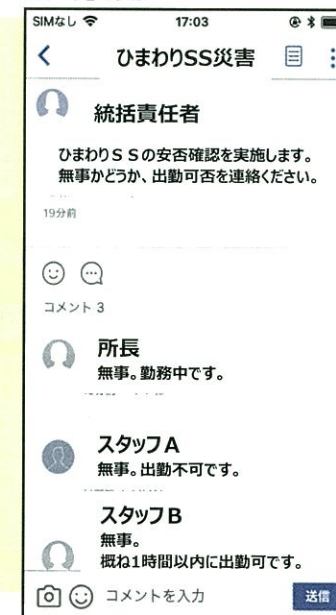 SIMなし 17:03
ひまわりSS災害
統括責任者
ひまわりSSの安否確認を実施します。
無事かどうか、出勤可否を連絡ください。
19分前
コメント 3
所長
無事。勤務中です。
スタッフA
無事。出勤不可です。
スタッフB
無事。
概ね1時間以内に出勤可です。
コメントを入力 送信